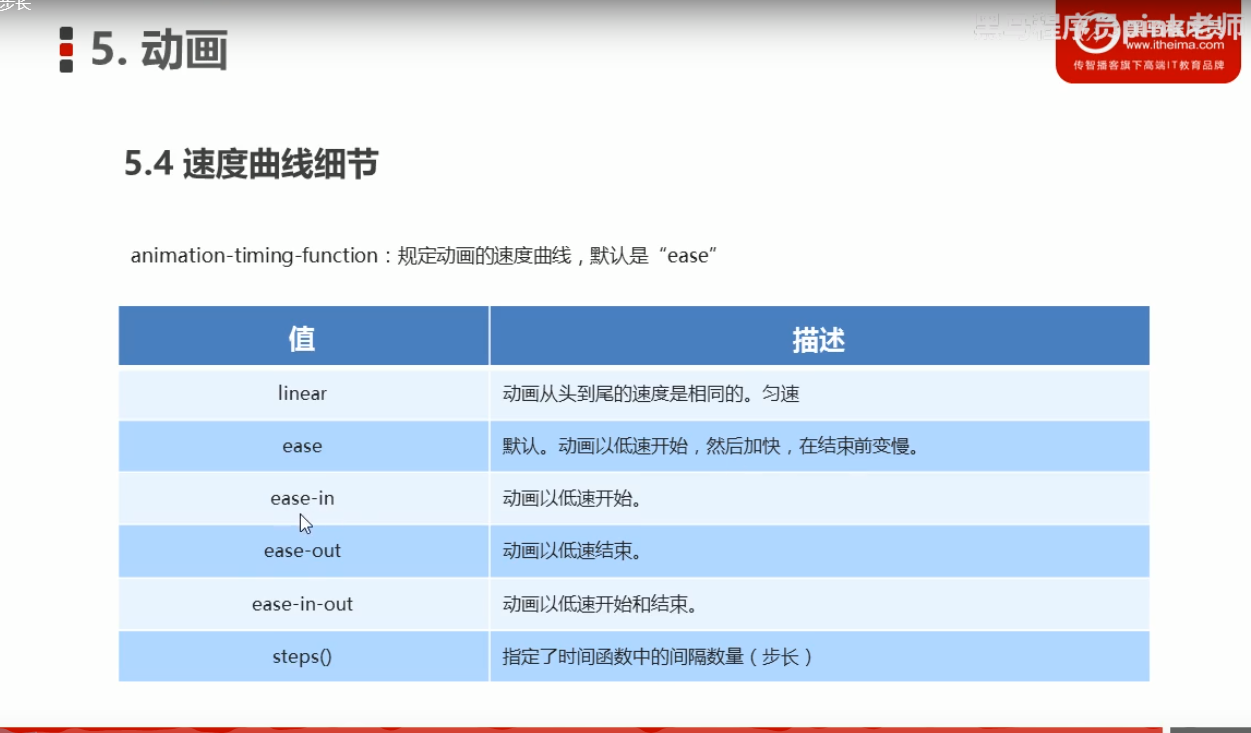 步长
5. 动画
pink老师
www.itheima.com
传智播客旗下高端IT教育品牌
5.4 速度曲线细节
animation-timing-function：规定动画的速度曲线，默认是“ease”
值 描述
linear 动画从头到尾的速度是相同的。匀速
ease 默认。动画以低速开始，然后加快，在结束前变慢。
ease-in 动画以低速开始。
ease-out 动画以低速结束。
ease-in-out 动画以低速开始和结束。
steps() 指定了时间函数中的间隔数量（步长）